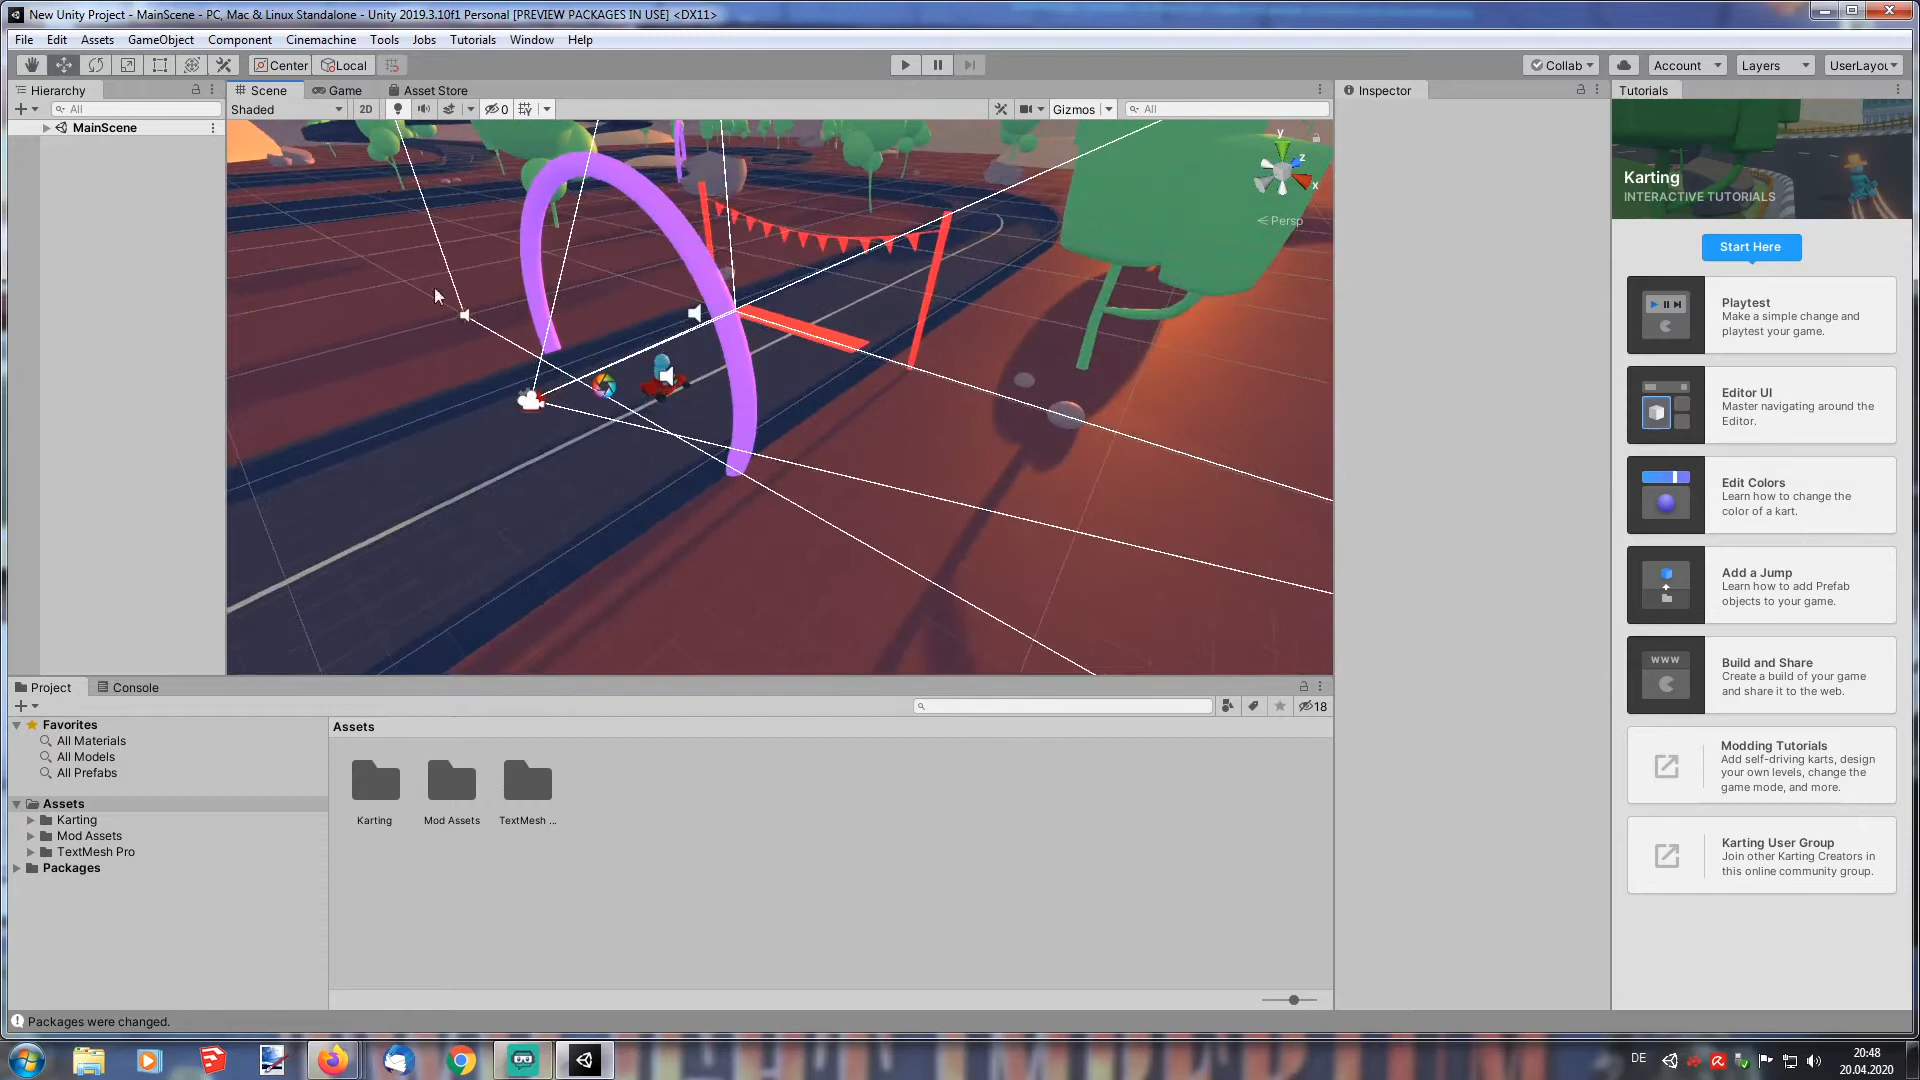 New Unity Project - MainScene - PC, Mac & Linux Standalone - Unity 2019.3.10f1 Personal [PREVIEW PACKAGES IN USE] <DX11>
File Edit Assets GameObject Component Cinemachine Tools Jobs Tutorials Window Help
Center Local Collab Account Layers UserLayou
Hierarchy Scene Game Asset Store Inspector Tutorials
All Shaded 2D 0 Gizmos All
MainScene
y
z
x
Persp
Karting
INTERACTIVE TUTORIALS
Start Here
Playtest
Make a simple change and
playtest your game.
Editor UI
Master navigating around the
Editor.
Edit Colors
Learn how to change the
color of a kart.
Add a Jump
Learn how to add Prefab
objects to your game.
WWW
Build and Share
Create a build of your game
and share it to the web.
Modding Tutorials
Add self-driving karts, design
your own levels, change the
game mode, and more.
Karting User Group
Join other Karting Creators in
this online community group.
Project Console
18
Favorites
All Materials
All Models
All Prefabs
Assets
Karting
Mod Assets
TextMesh Pro
Packages
Assets
Karting Mod Assets TextMesh ...
Packages were changed.
DE
20:48
20.04.2020